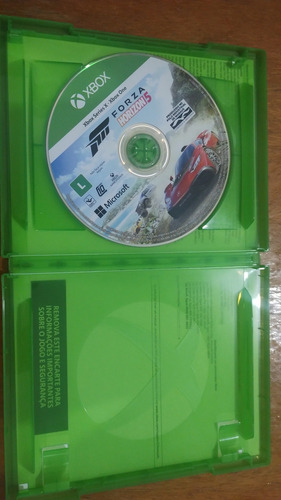 XBOX
Xbox Series X · Xbox One
FORZA
HORIZON 5
L
Microsoft
REMOVA ESTE ENCARTE PARA
INFORMAÇÕES IMPORTANTES
SOBRE O JOGO E SEGURANÇA